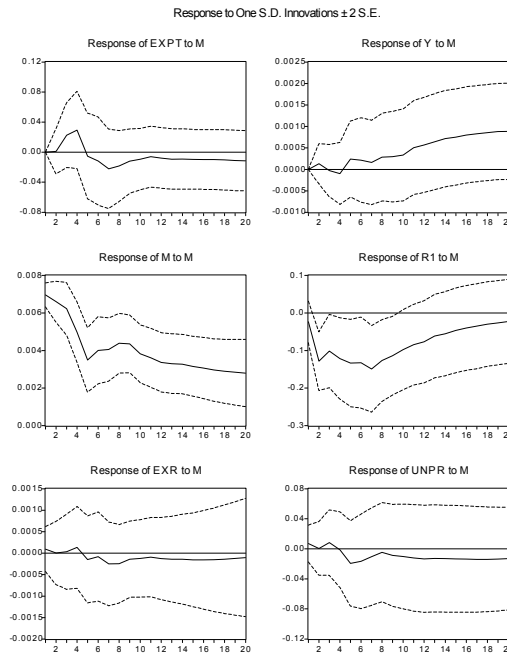 Response to One S.D. Innovations ± 2 S.E.
Response of EXPT to M
0.12
0.08
0.04
0.00
-0.04
-0.08
2 4 6 8 10 12 14 16 18 20
Response of Y to M
0.0025
0.0020
0.0015
0.0010
0.0005
0.0000
-0.0005
-0.0010
2 4 6 8 10 12 14 16 18 20
Response of M to M
0.008
0.006
0.004
0.002
0.000
2 4 6 8 10 12 14 16 18 20
Response of R1 to M
0.1
0.0
-0.1
-0.2
-0.3
2 4 6 8 10 12 14 16 18 20
Response of EXR to M
0.0015
0.0010
0.0005
0.0000
-0.0005
-0.0010
-0.0015
-0.0020
2 4 6 8 10 12 14 16 18 20
Response of UNPR to M
0.08
0.04
0.00
-0.04
-0.08
-0.12
2 4 6 8 10 12 14 16 18 20